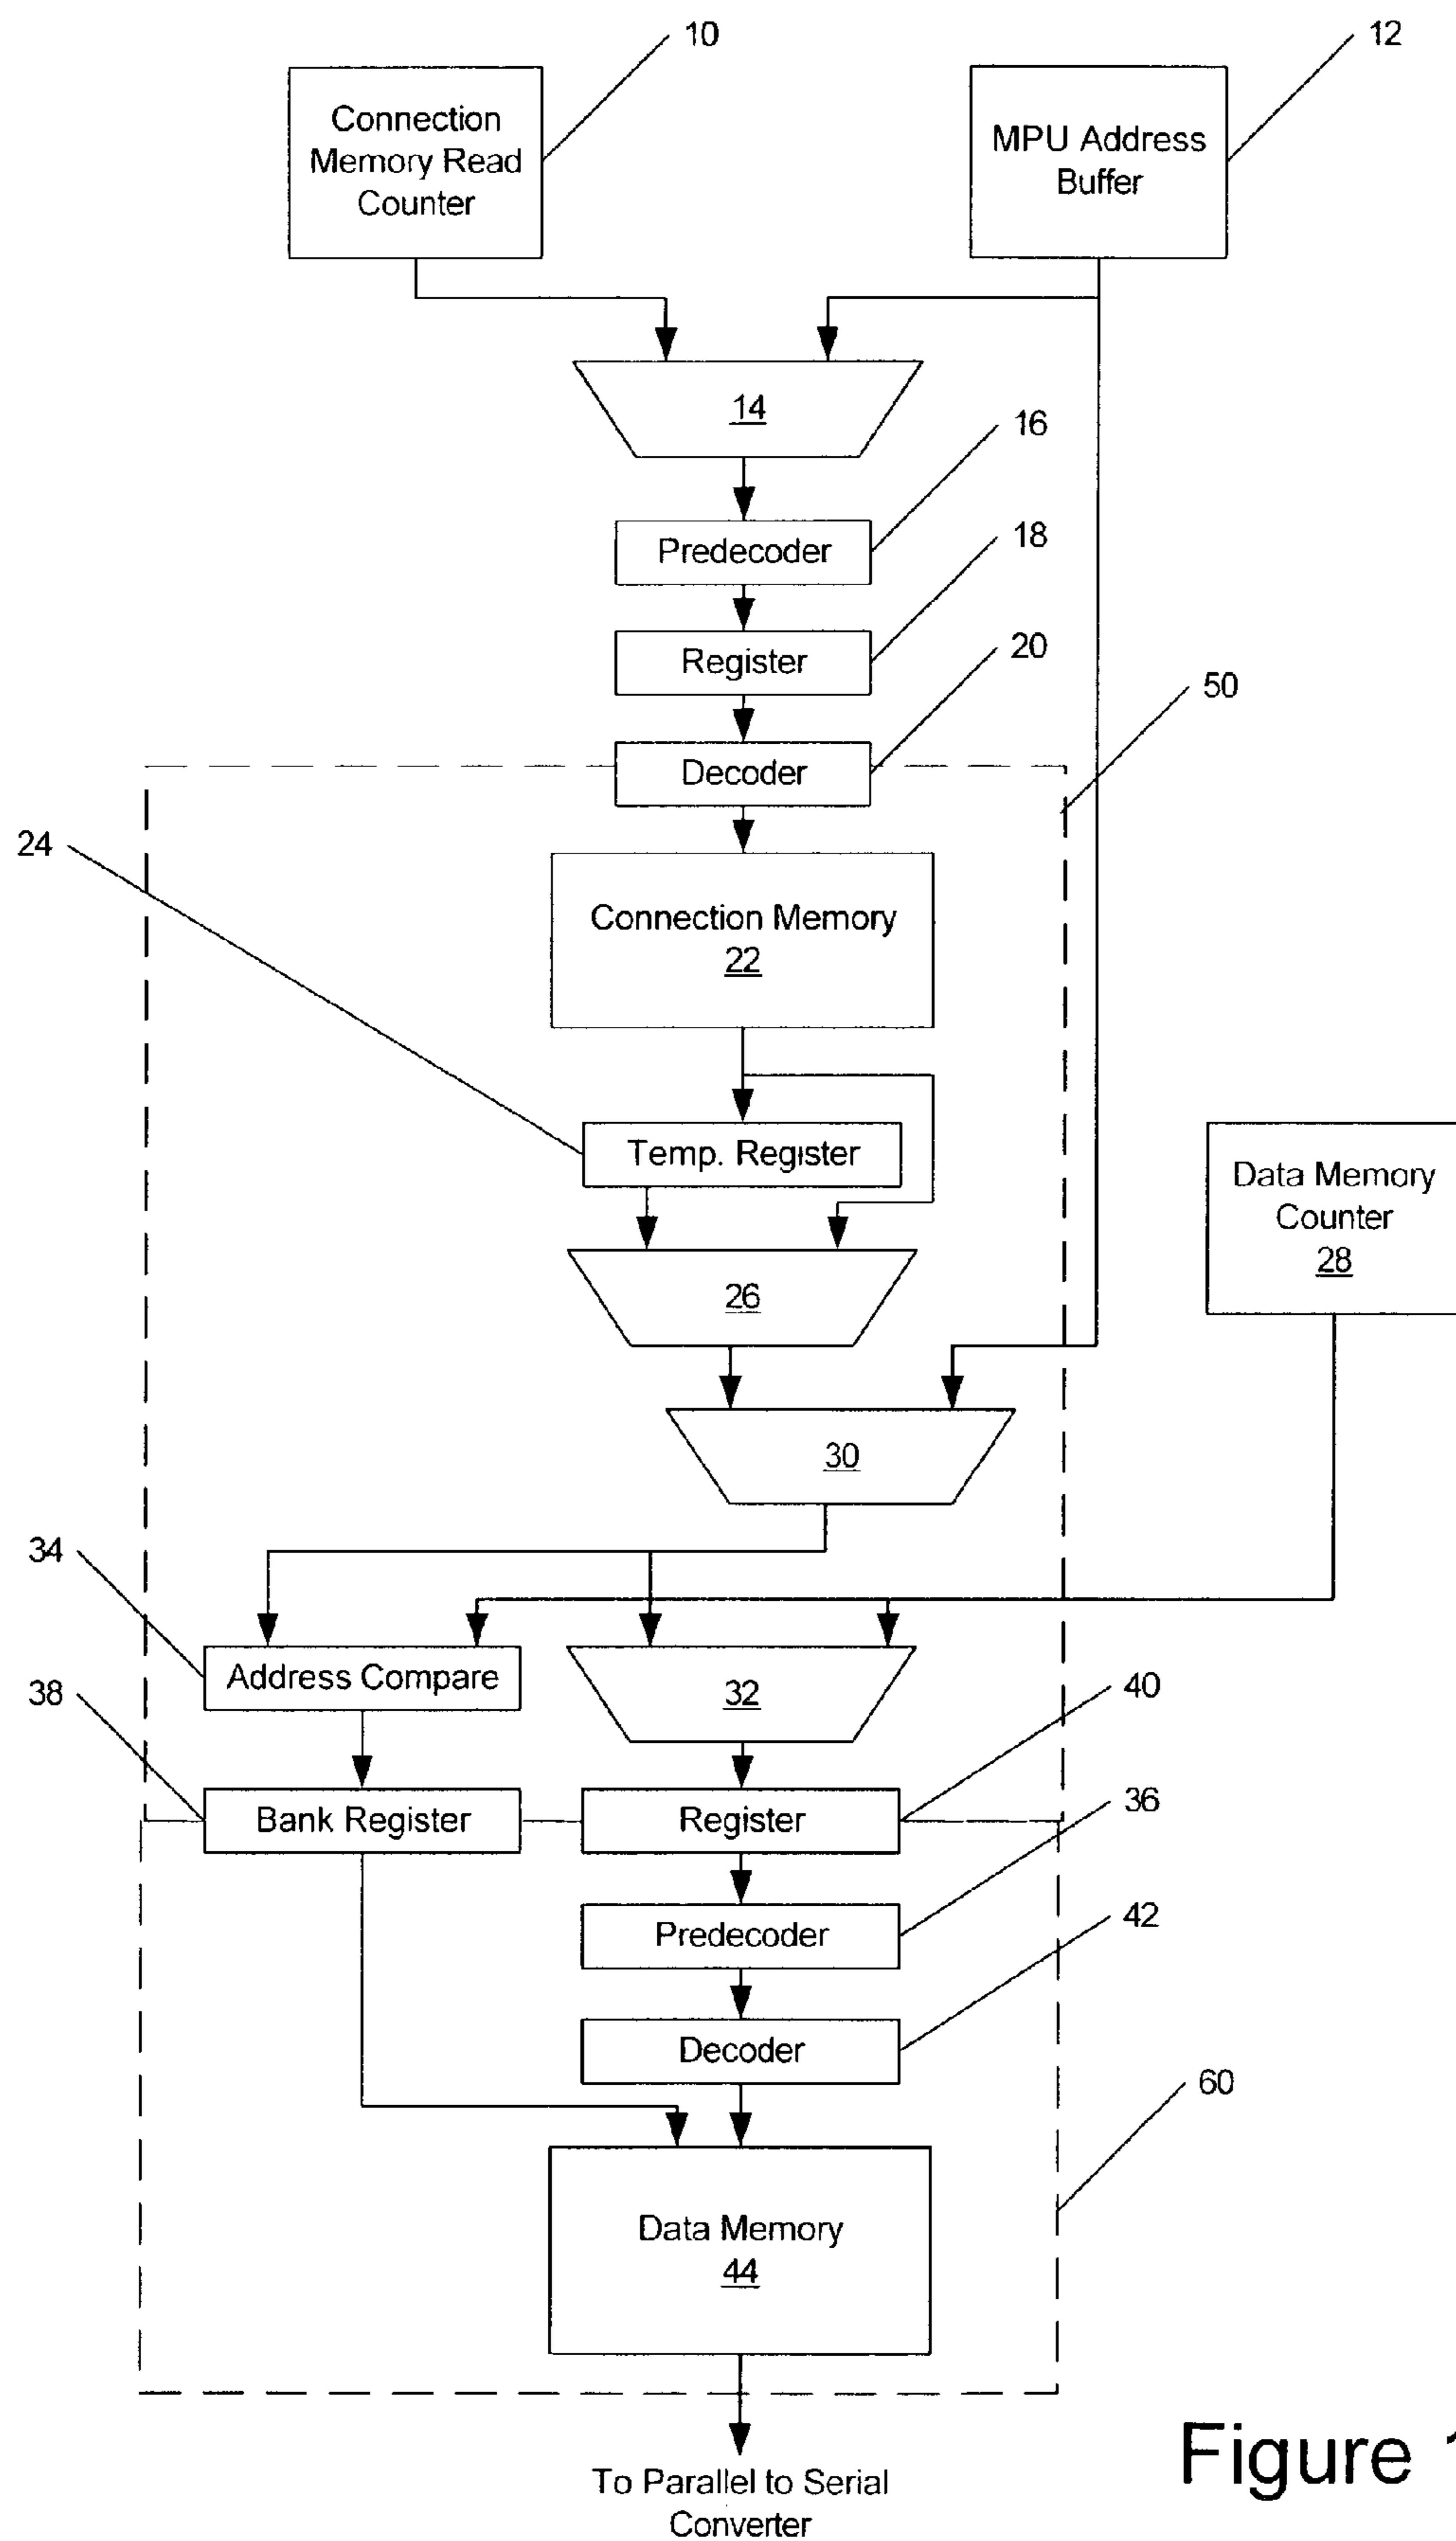 10
12
Connection
Memory Read
Counter
MPU Address
Buffer
14
16
Predecoder
18
Register
20
50
Decoder
24
Connection Memory
22
Temp. Register
Data Memory
Counter
28
26
30
34
Address Compare
32
38
40
Bank Register
Register
36
Predecoder
42
Decoder
60
Data Memory
44
To Parallel to Serial
Converter
Figure 1